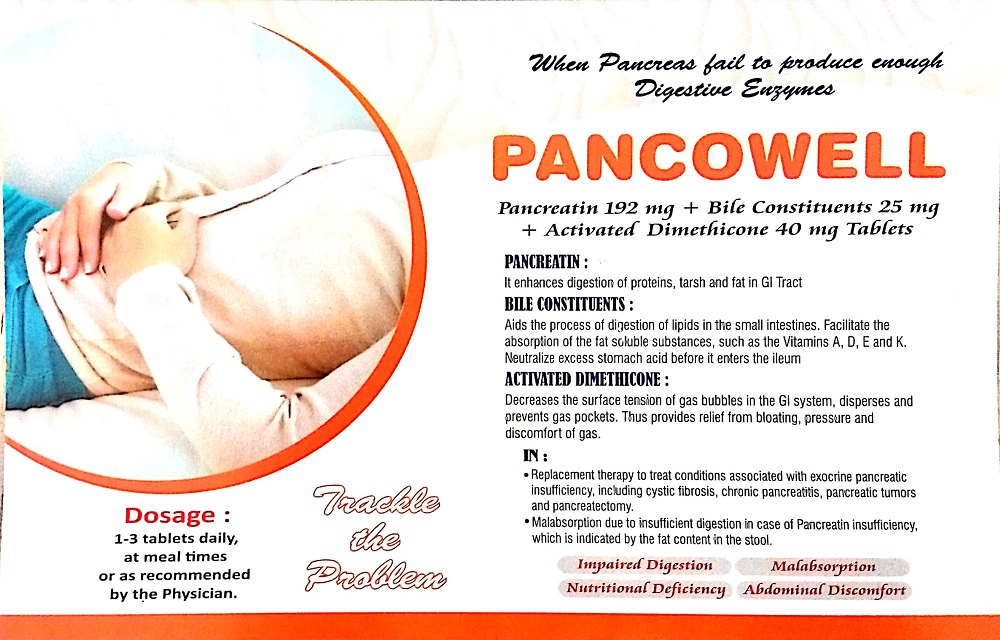 When Pancreas fail to produce enough
Digestive Enzymes
PANCOWELL
Pancreatin 192 mg + Bile Constituents 25 mg
+ Activated Dimethicone 40 mg Tablets
PANCREATIN :
It enhances digestion of proteins, tarsh and fat in GI Tract
BILE CONSTITUENTS :
Aids the process of digestion of lipids in the small intestines. Facilitate the
absorption of the fat soluble substances, such as the Vitamins A, D, E and K.
Neutralize excess stomach acid before it enters the ileum
ACTIVATED DIMETHICONE :
Decreases the surface tension of gas bubbles in the GI system, disperses and
prevents gas pockets. Thus provides relief from bloating, pressure and
discomfort of gas.
IN :
• Replacement therapy to treat conditions associated with exocrine pancreatic
insufficiency, including cystic fibrosis, chronic pancreatitis, pancreatic tumors
and pancreatectomy.
• Malabsorption due to insufficient digestion in case of Pancreatin insufficiency,
which is indicated by the fat content in the stool.
Impaired Digestion
Malabsorption
Nutritional Deficiency
Abdominal Discomfort
Dosage :
1-3 tablets daily,
at meal times
or as recommended
by the Physician.
Trackle
the
Problem